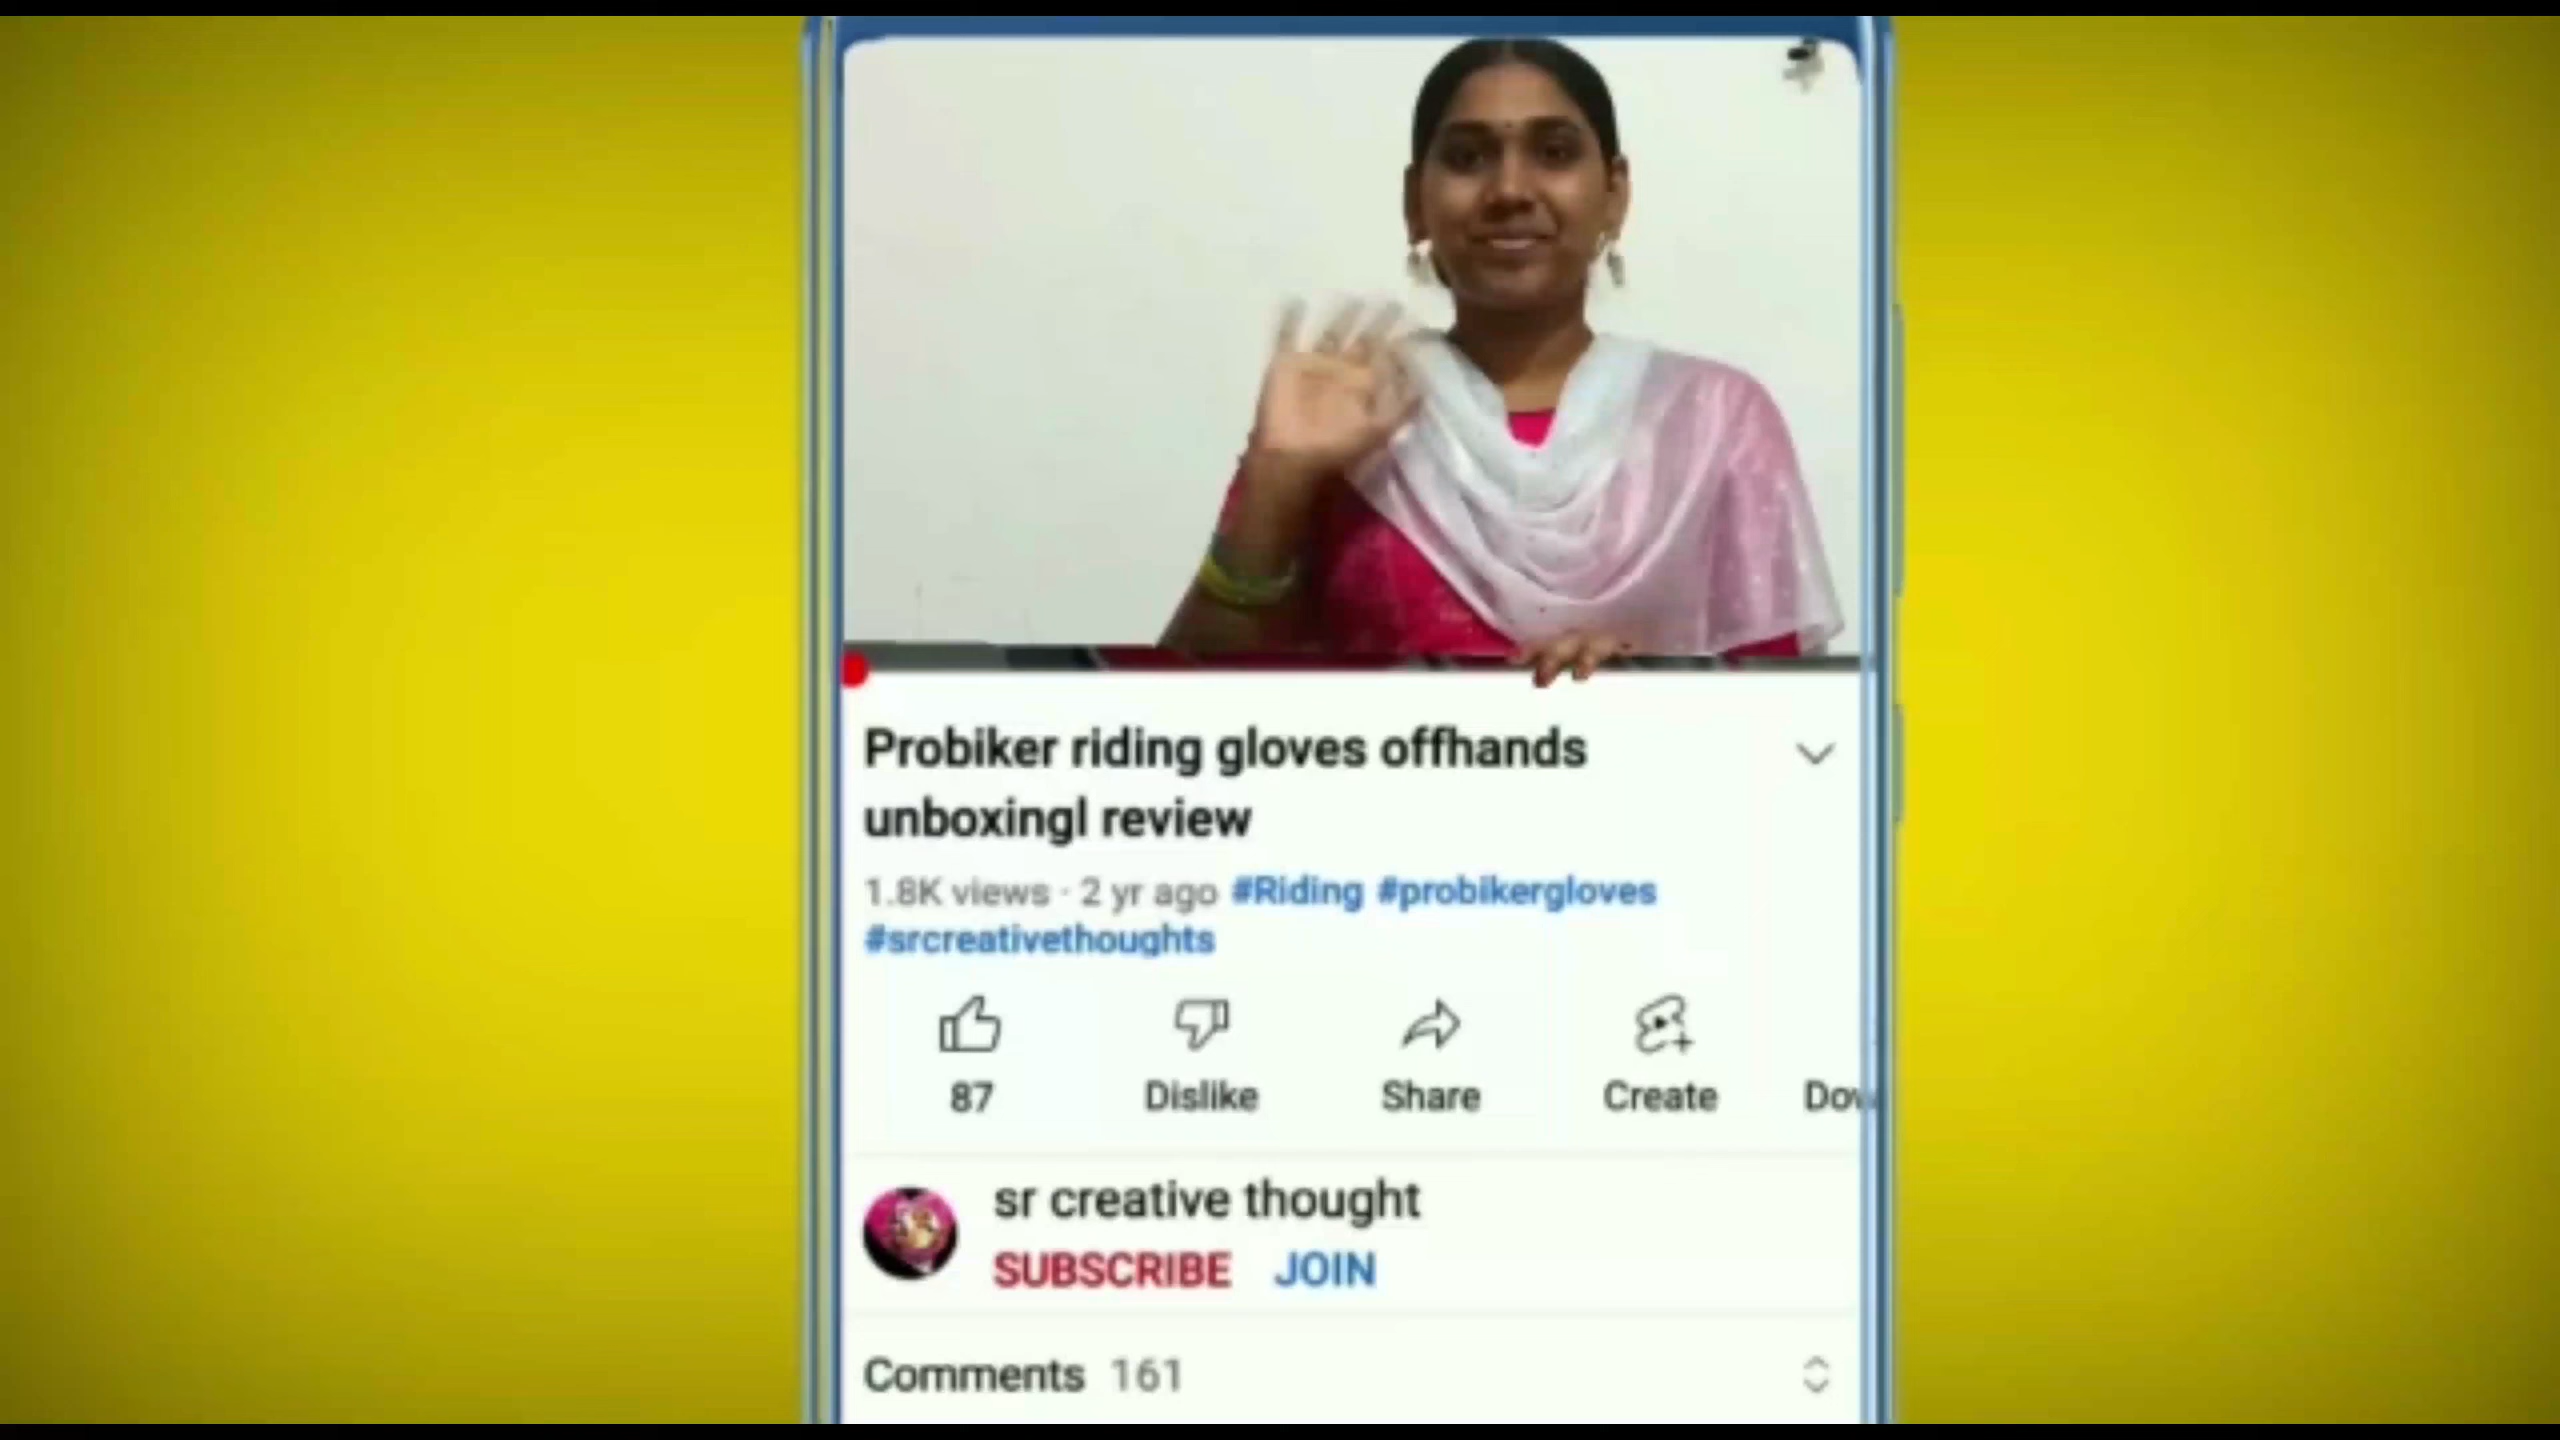 Probiker riding gloves offhands
unboxingl review
1.8K views · 2 yr ago #Riding #probikergloves
#srcreativethoughts
87 Dislike Share Create
sr creative thought
SUBSCRIBE JOIN
Comments 161